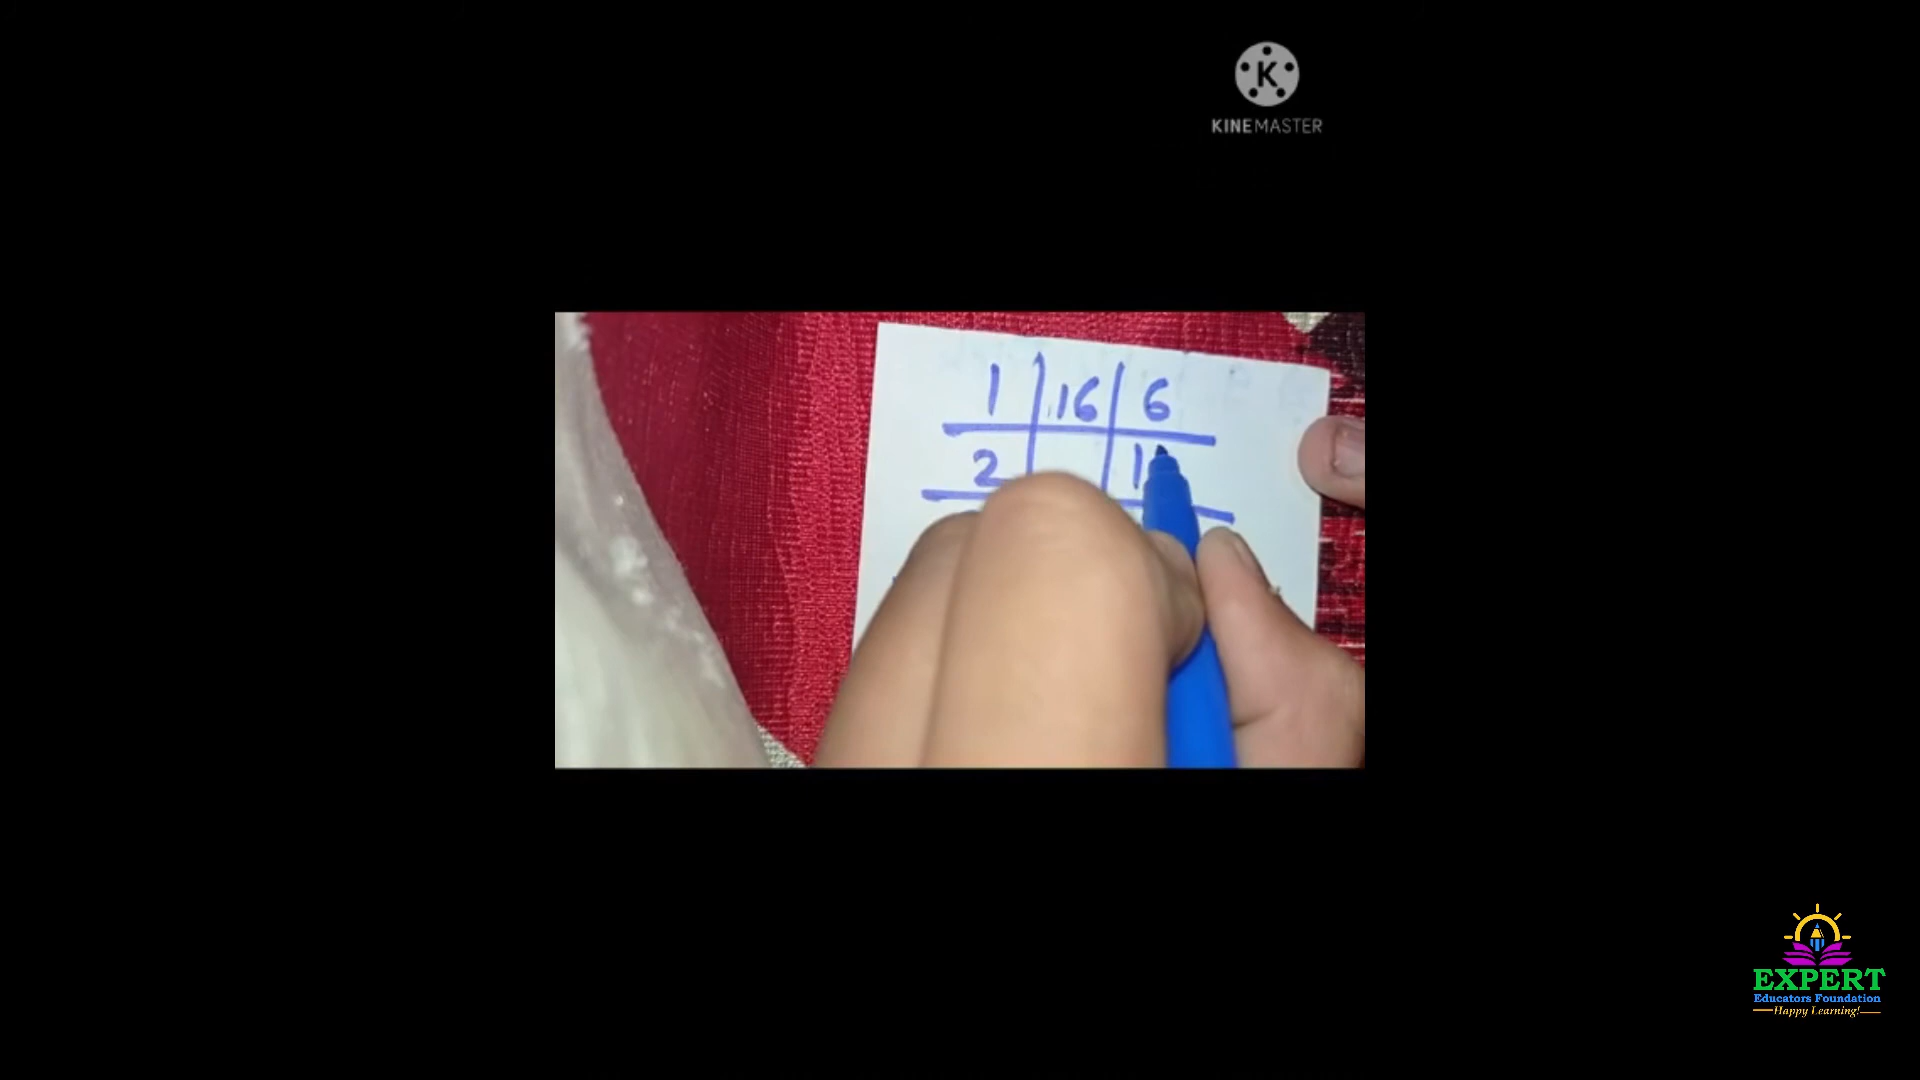 KINEMASTER
1 16 6
2 1
EXPERT
Educators Foundation
Happy Learning!